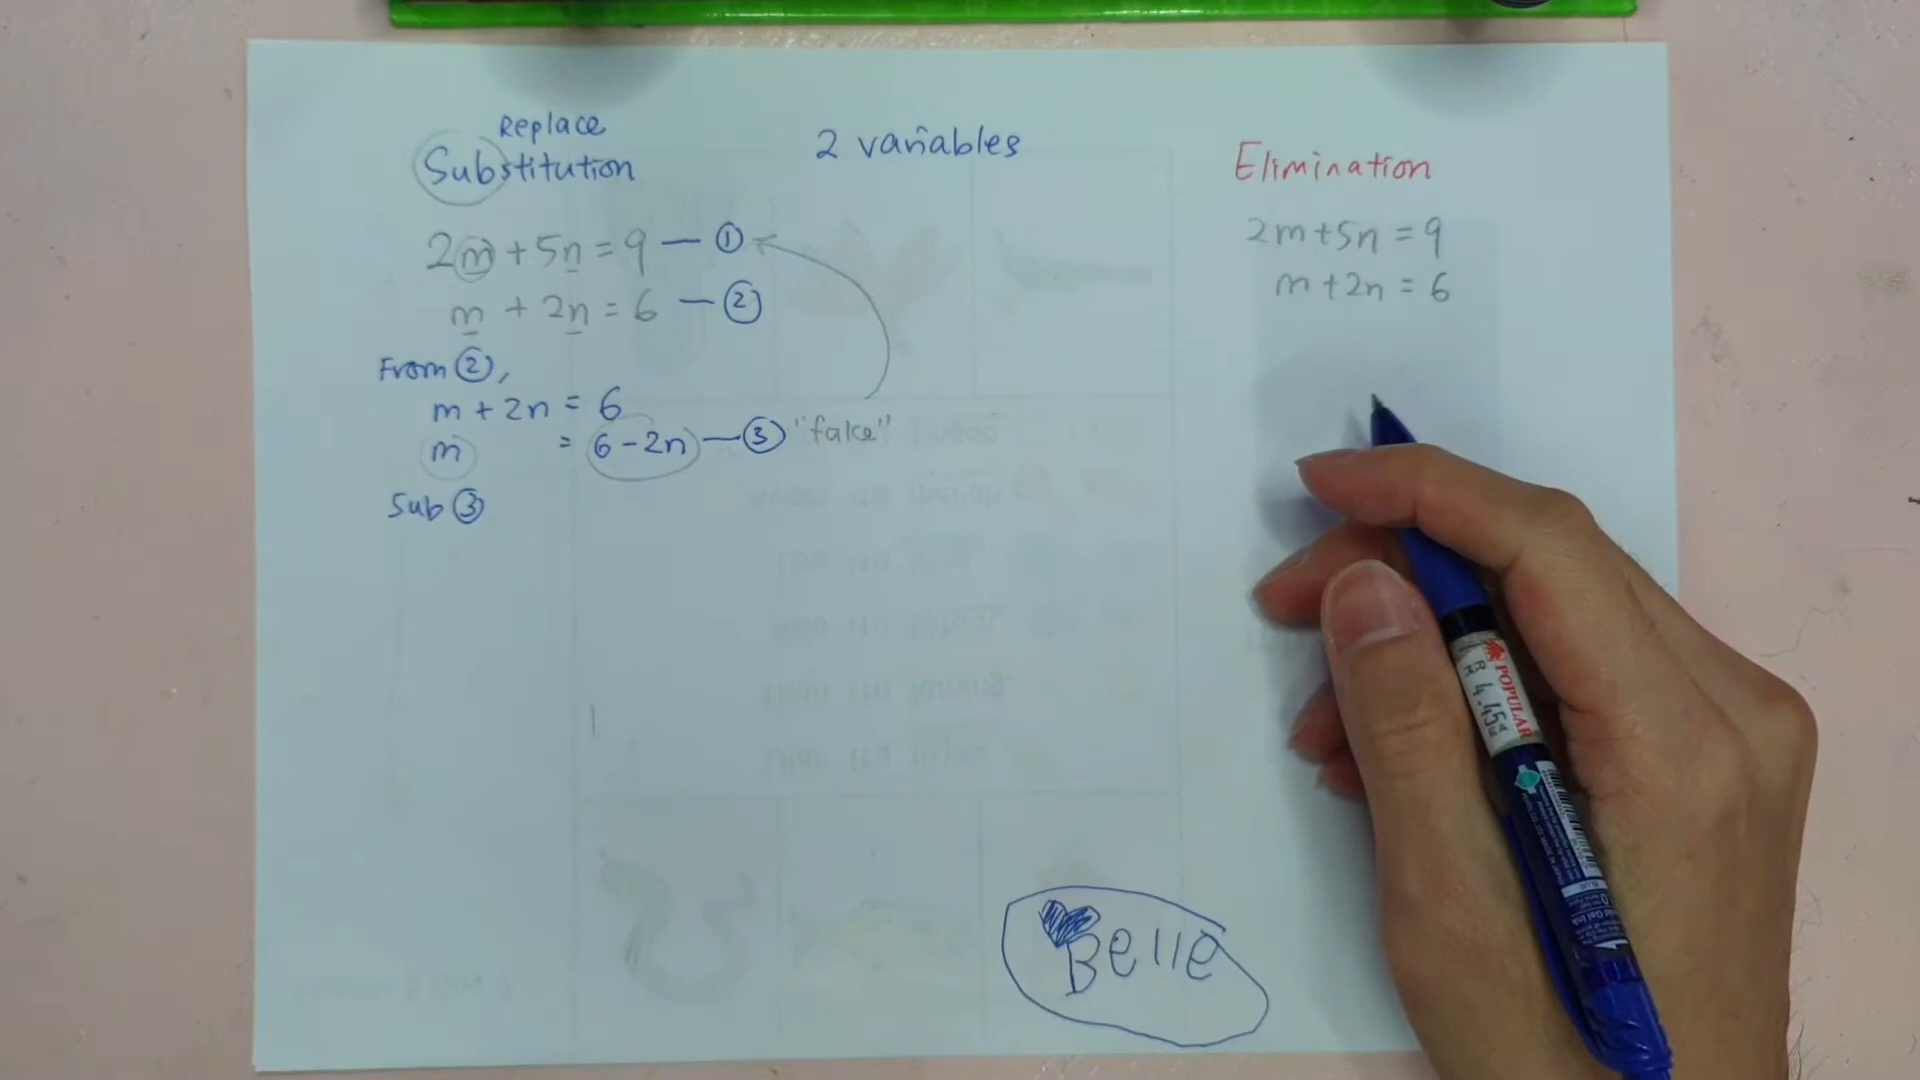 Replace
Substitution
2 variables
Elimination
2m + 5n = 9 — ①
m + 2n = 6 — ②
From ②,
m + 2n = 6
m = 6 - 2n — ③ "fake"
Sub ③
2m + 5n = 9
m + 2n = 6
Belle
POPULAR